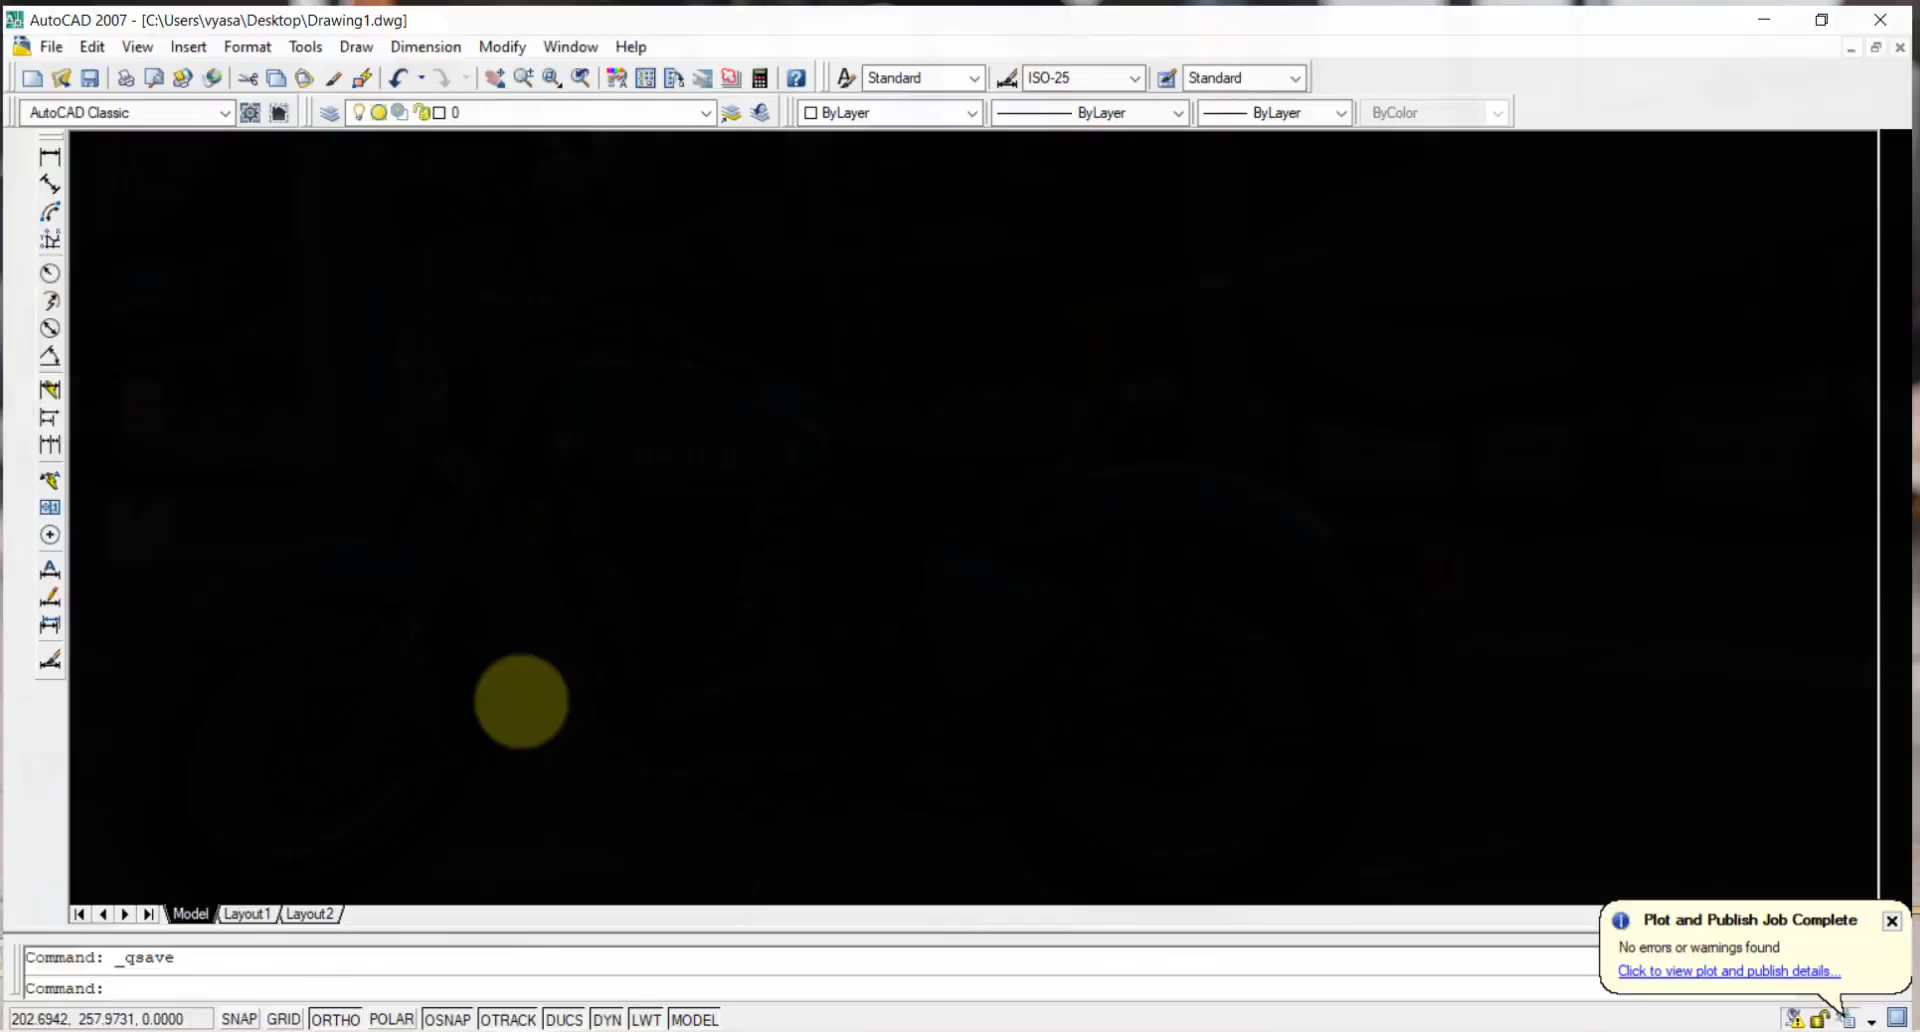 AutoCAD 2007 - [C:\Users\vyasa\Desktop\Drawing1.dwg]
File Edit View Insert Format Tools Draw Dimension Modify Window Help
Standard ISO-25 Standard
AutoCAD Classic 0 ByLayer ByLayer ByLayer ByColor
Model Layout1 Layout2
Command: _qsave
Command:
Plot and Publish Job Complete
No errors or warnings found
Click to view plot and publish details...
202.6942, 257.9731, 0.0000 SNAP GRID ORTHO POLAR OSNAP OTRACK DUCS DYN LWT MODEL